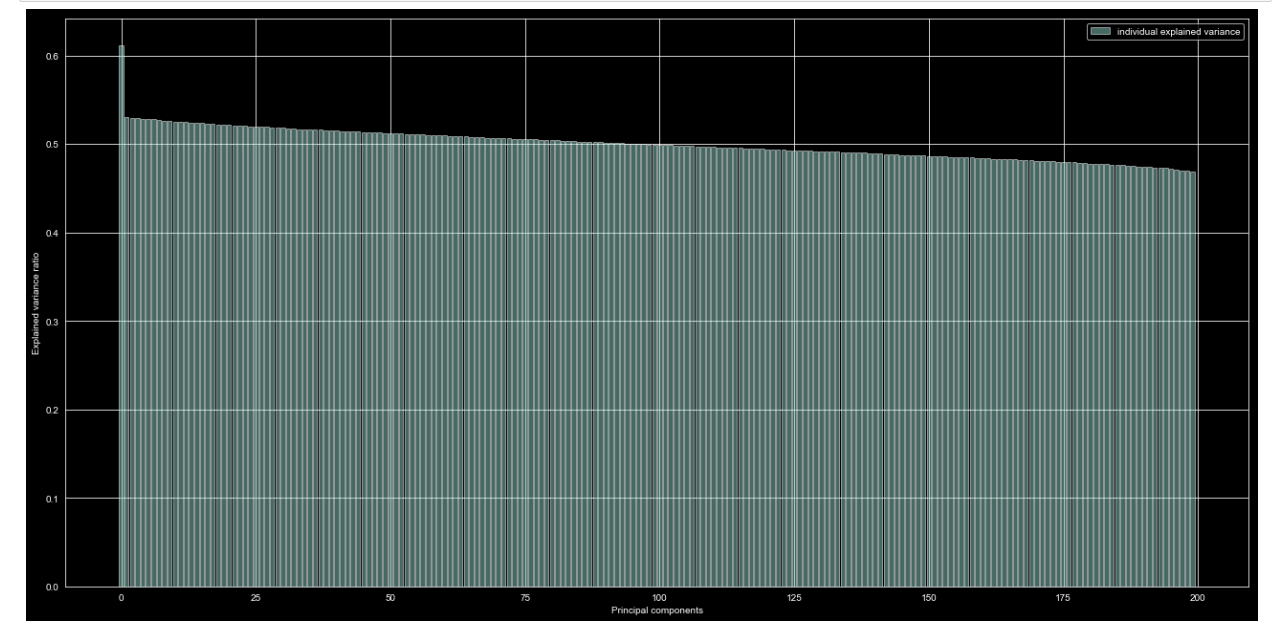 individual explained variance
0.6
0.5
0.4
0.3
0.2
0.1
0.0
Explained variance ratio
0 25 50 75 100 125 150 175 200
Principal components